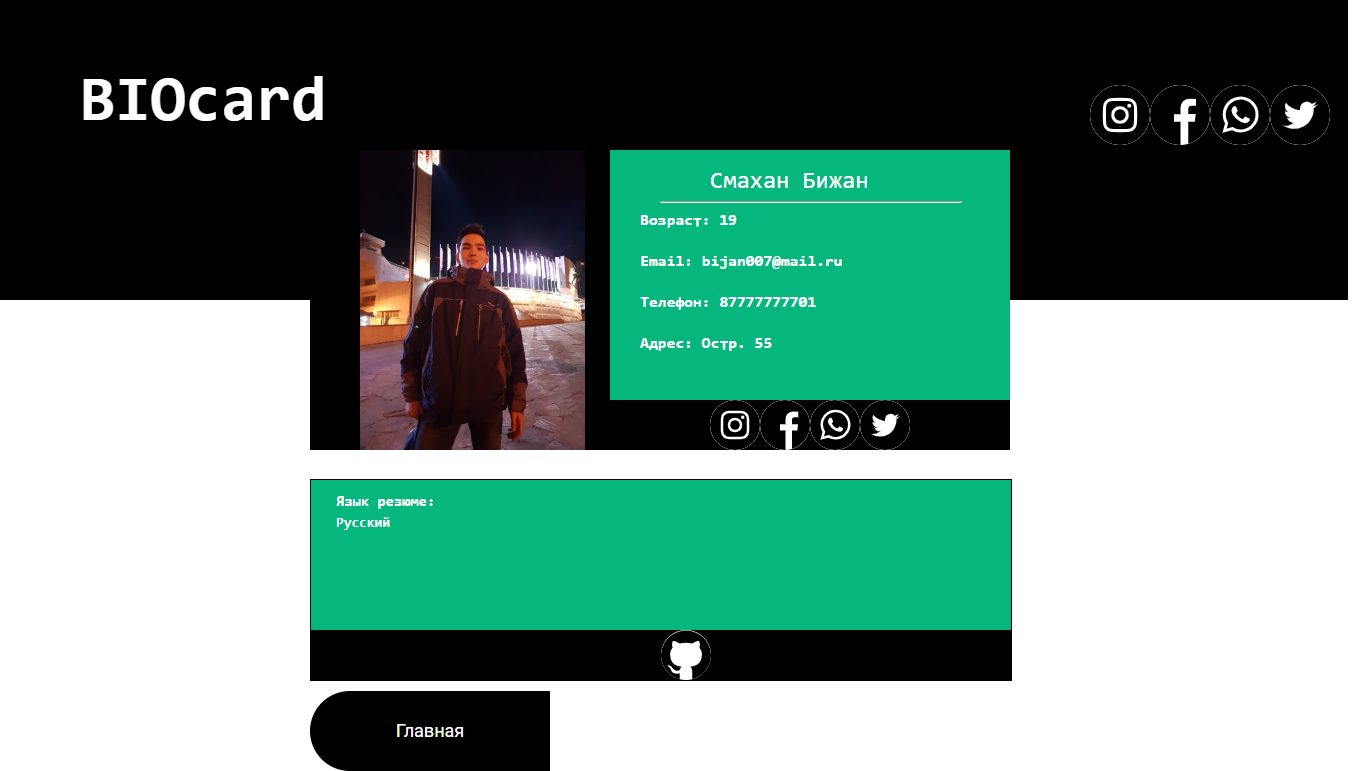 BIOcard
Смахан Бижан
Возраст: 19
Email: bijan007@mail.ru
Телефон: 87777777701
Адрес: Остр. 55
Язык резюме:
Русский
Главная